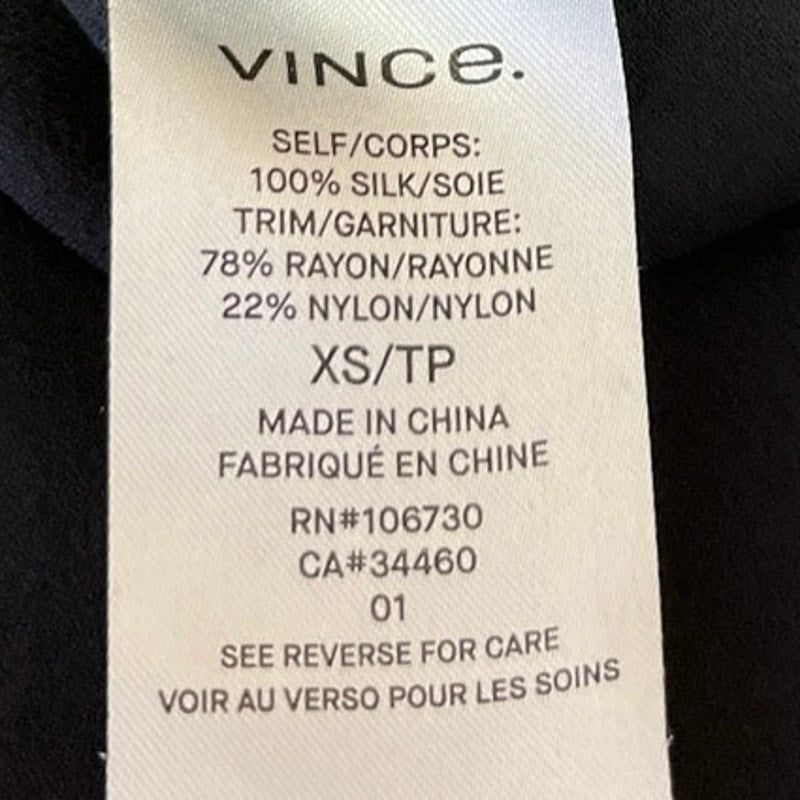 VINCe.
SELF/CORPS:
100% SILK/SOIE
TRIM/GARNITURE:
78% RAYON/RAYONNE
22% NYLON/NYLON
XS/TP
MADE IN CHINA
FABRIQUÉ EN CHINE
RN#106730
CA#34460
01
SEE REVERSE FOR CARE
VOIR AU VERSO POUR LES SOINS